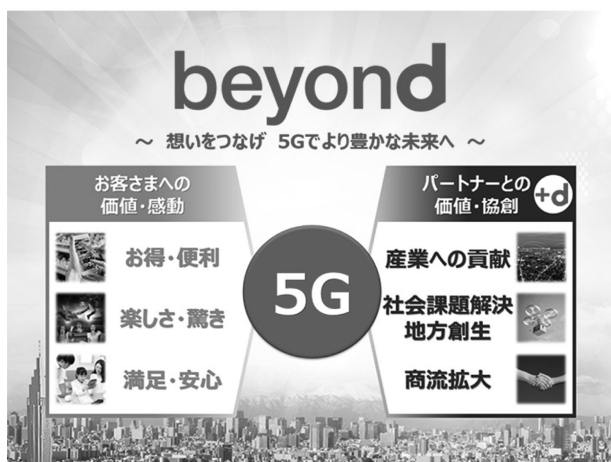 beyond
～ 想いをつなげ 5Gでより豊かな未来へ ～
お客さまへの
価値・感動
お得・便利
楽しさ・驚き
満足・安心
5G
パートナーとの
価値・協創
+d
産業への貢献
社会課題解決
地方創生
商流拡大